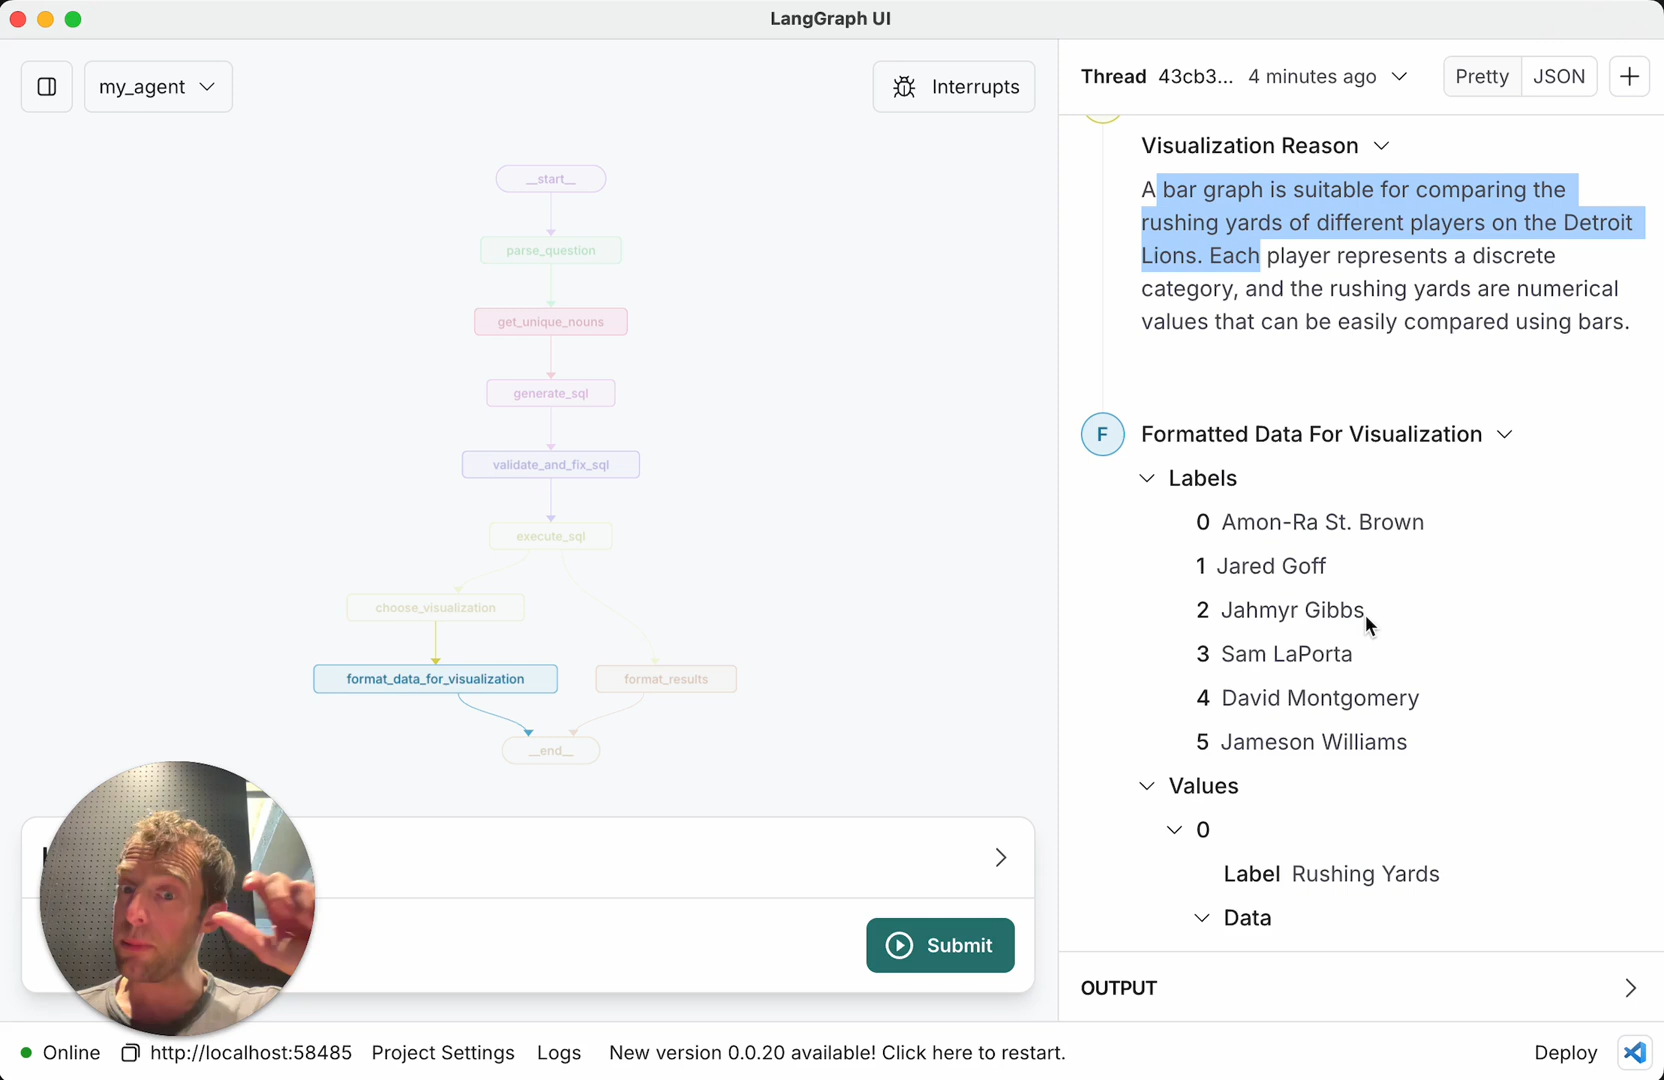 LangGraph UI
my_agent
Interrupts
__start__
parse_question
get_unique_nouns
generate_sql
validate_and_fix_sql
execute_sql
choose_visualization
format_data_for_visualization
format_results
__end__
Submit
Thread 43cb3... 4 minutes ago
Pretty JSON
Visualization Reason
A bar graph is suitable for comparing the
rushing yards of different players on the Detroit
Lions. Each player represents a discrete
category, and the rushing yards are numerical
values that can be easily compared using bars.
F Formatted Data For Visualization
Labels
0 Amon-Ra St. Brown
1 Jared Goff
2 Jahmyr Gibbs
3 Sam LaPorta
4 David Montgomery
5 Jameson Williams
Values
0
Label Rushing Yards
Data
OUTPUT
Online http://localhost:58485 Project Settings Logs New version 0.0.20 available! Click here to restart. Deploy